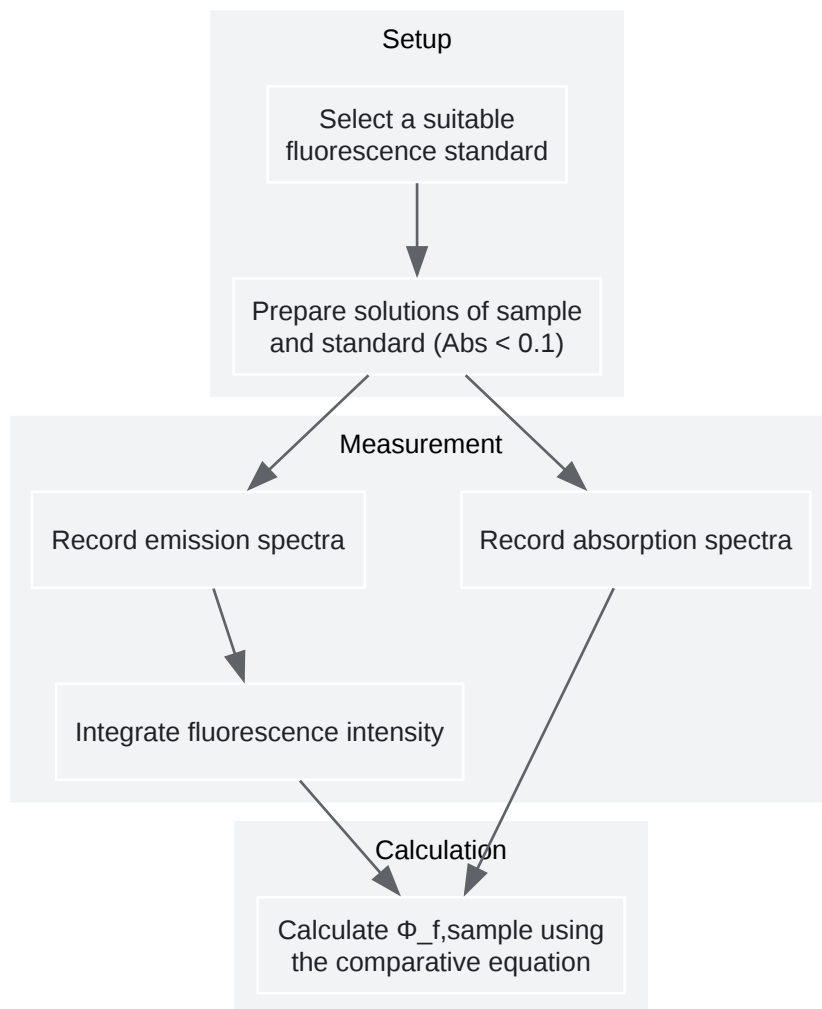 Setup
Select a suitable
fluorescence standard
Prepare solutions of sample
and standard (Abs < 0.1)
Measurement
Record emission spectra
Record absorption spectra
Integrate fluorescence intensity
Calculation
Calculate Φ_f,sample using
the comparative equation